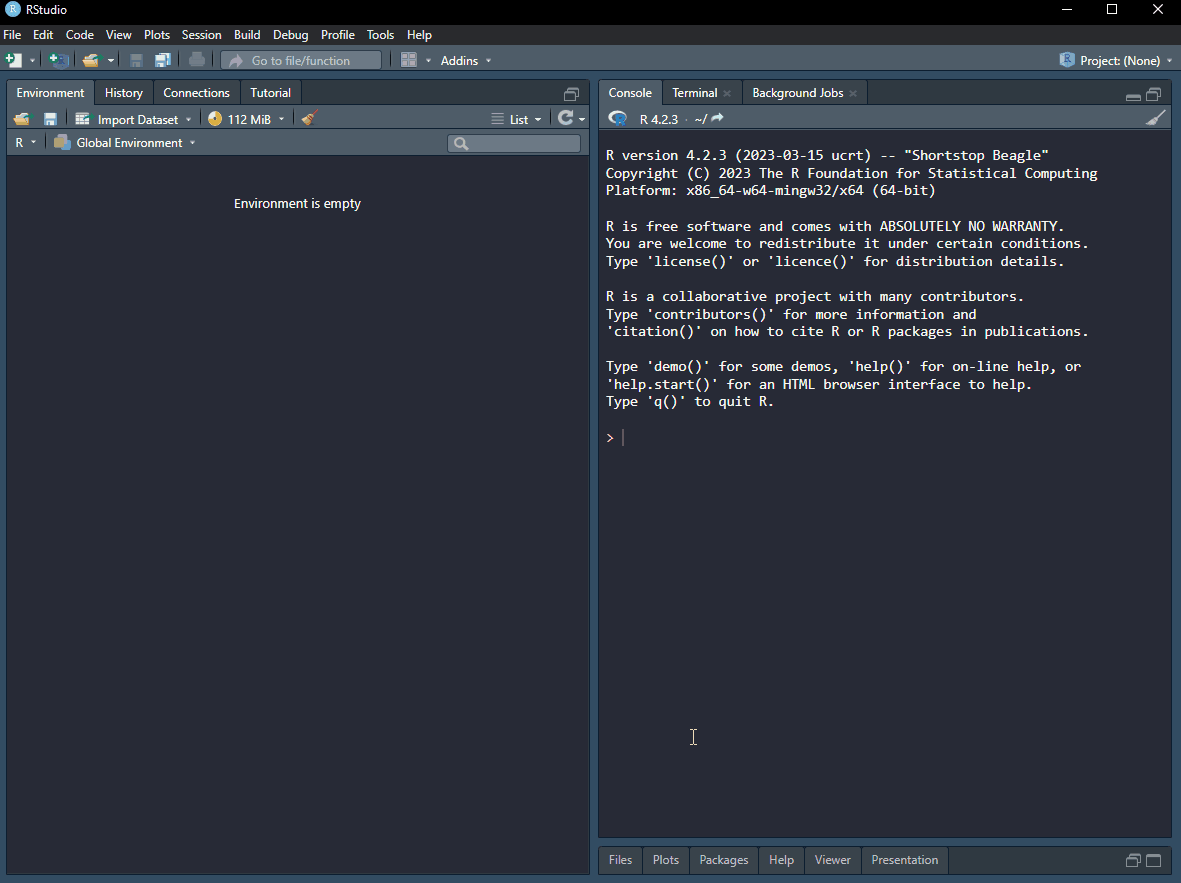 RStudio
File Edit Code View Plots Session Build Debug Profile Tools Help
Go to file/function Addins Project: (None)
Environment History Connections Tutorial
Import Dataset 112 MiB List
R Global Environment
Environment is empty
Console Terminal Background Jobs
R 4.2.3 · ~/
R version 4.2.3 (2023-03-15 ucrt) -- "Shortstop Beagle"
Copyright (C) 2023 The R Foundation for Statistical Computing
Platform: x86_64-w64-mingw32/x64 (64-bit)
R is free software and comes with ABSOLUTELY NO WARRANTY.
You are welcome to redistribute it under certain conditions.
Type 'license()' or 'licence()' for distribution details.
R is a collaborative project with many contributors.
Type 'contributors()' for more information and
'citation()' on how to cite R or R packages in publications.
Type 'demo()' for some demos, 'help()' for on-line help, or
'help.start()' for an HTML browser interface to help.
Type 'q()' to quit R.
>
Files Plots Packages Help Viewer Presentation